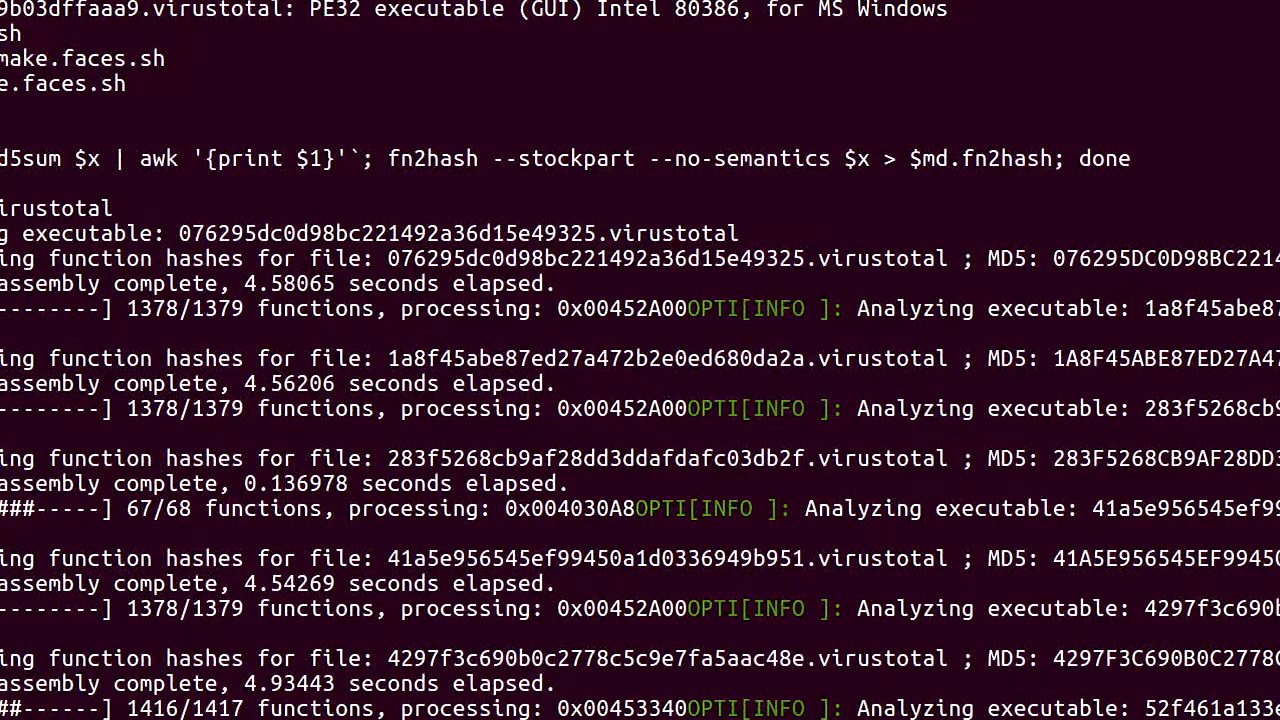 9b03dffaaa9.virustotal: PE32 executable (GUI) Intel 80386, for MS Windows
sh
make.faces.sh
e.faces.sh
d5sum $x | awk '{print $1}'`; fn2hash --stockpart --no-semantics $x > $md.fn2hash; done
irustotal
g executable: 076295dc0d98bc221492a36d15e49325.virustotal
ing function hashes for file: 076295dc0d98bc221492a36d15e49325.virustotal ; MD5: 076295DC0D98BC2214
assembly complete, 4.58065 seconds elapsed.
--------] 1378/1379 functions, processing: 0x00452A00OPTI[INFO ]: Analyzing executable: 1a8f45abe87
ing function hashes for file: 1a8f45abe87ed27a472b2e0ed680da2a.virustotal ; MD5: 1A8F45ABE87ED27A47
assembly complete, 4.56206 seconds elapsed.
--------] 1378/1379 functions, processing: 0x00452A00OPTI[INFO ]: Analyzing executable: 283f5268cb9
ing function hashes for file: 283f5268cb9af28dd3ddafdafc03db2f.virustotal ; MD5: 283F5268CB9AF28DD3
assembly complete, 0.136978 seconds elapsed.
###-----] 67/68 functions, processing: 0x004030A8OPTI[INFO ]: Analyzing executable: 41a5e956545ef99
ing function hashes for file: 41a5e956545ef99450a1d0336949b951.virustotal ; MD5: 41A5E956545EF99450
assembly complete, 4.54269 seconds elapsed.
--------] 1378/1379 functions, processing: 0x00452A00OPTI[INFO ]: Analyzing executable: 4297f3c690b
ing function hashes for file: 4297f3c690b0c2778c5c9e7fa5aac48e.virustotal ; MD5: 4297F3C690B0C2778C
assembly complete, 4.93443 seconds elapsed.
##------] 1416/1417 functions, processing: 0x00453340OPTI[INFO ]: Analyzing executable: 52f461a133e